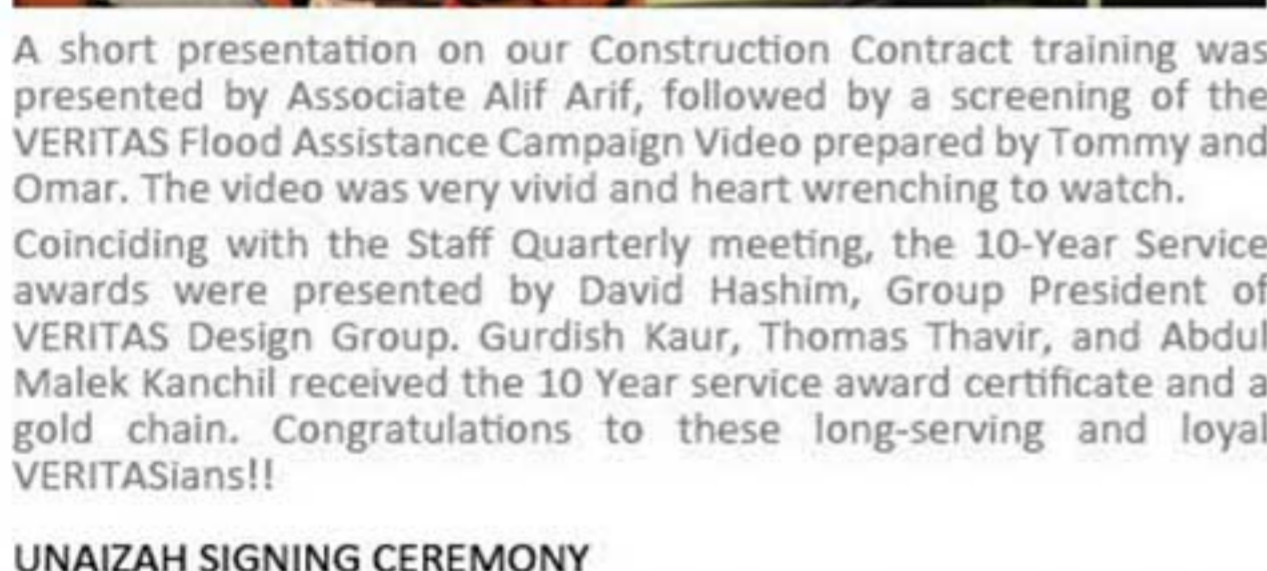 A short presentation on our Construction Contract training was
presented by Associate Alif Arif, followed by a screening of the
VERITAS Flood Assistance Campaign Video prepared by Tommy and
Omar. The video was very vivid and heart wrenching to watch.
Coinciding with the Staff Quarterly meeting, the 10-Year Service
awards were presented by David Hashim, Group President of
VERITAS Design Group. Gurdish Kaur, Thomas Thavir, and Abdul
Malek Kanchil received the 10 Year service award certificate and a
gold chain. Congratulations to these long-serving and loyal
VERITASians!!
UNAIZAH SIGNING CEREMONY